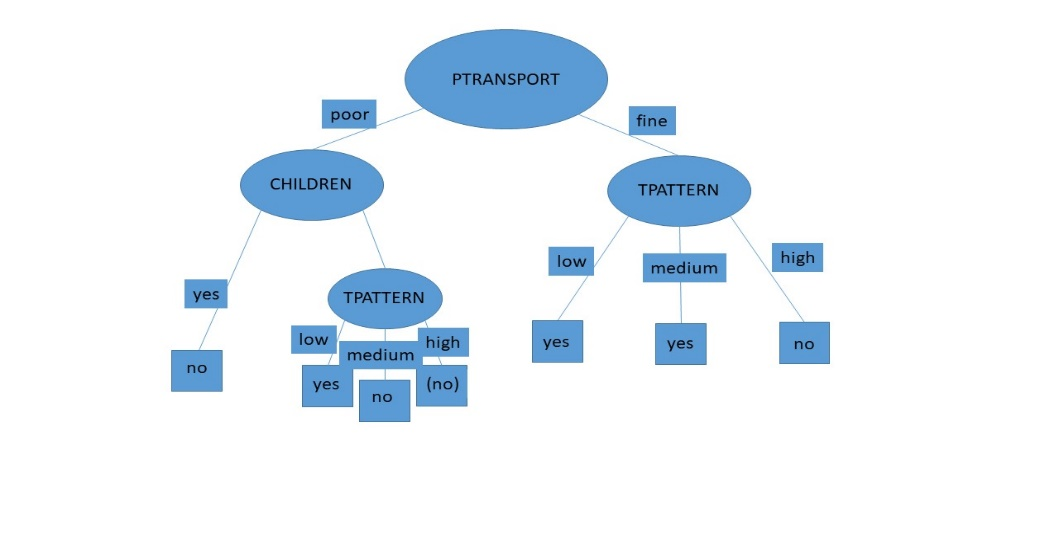 PTRANSPORT
poor
fine
CHILDREN
TPATTERN
low
medium
high
yes
TPATTERN
low
medium
high
yes
yes
no
no
yes
no
(no)